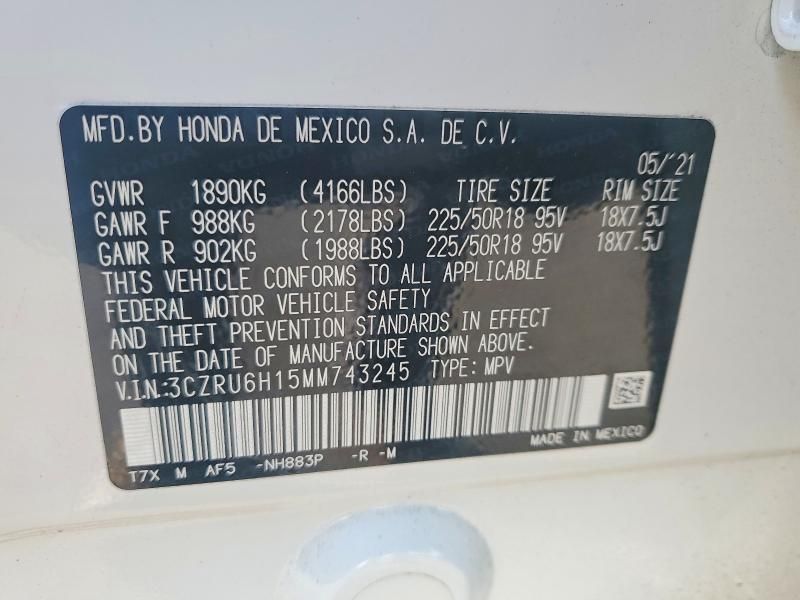 MFD.BY HONDA DE MEXICO S.A. DE C.V.
05/'21
GVWR 1890KG (4166LBS) TIRE SIZE RIM SIZE
GAWR F 988KG (2178LBS) 225/50R18 95V 18X7.5J
GAWR R 902KG (1988LBS) 225/50R18 95V 18X7.5J
THIS VEHICLE CONFORMS TO ALL APPLICABLE
FEDERAL MOTOR VEHICLE SAFETY
AND THEFT PREVENTION STANDARDS IN EFFECT
ON THE DATE OF MANUFACTURE SHOWN ABOVE.
V.I.N:3CZRU6H15MM743245 TYPE: MPV
MADE IN MEXICO
T7X M AF5 -NH883P -R -M